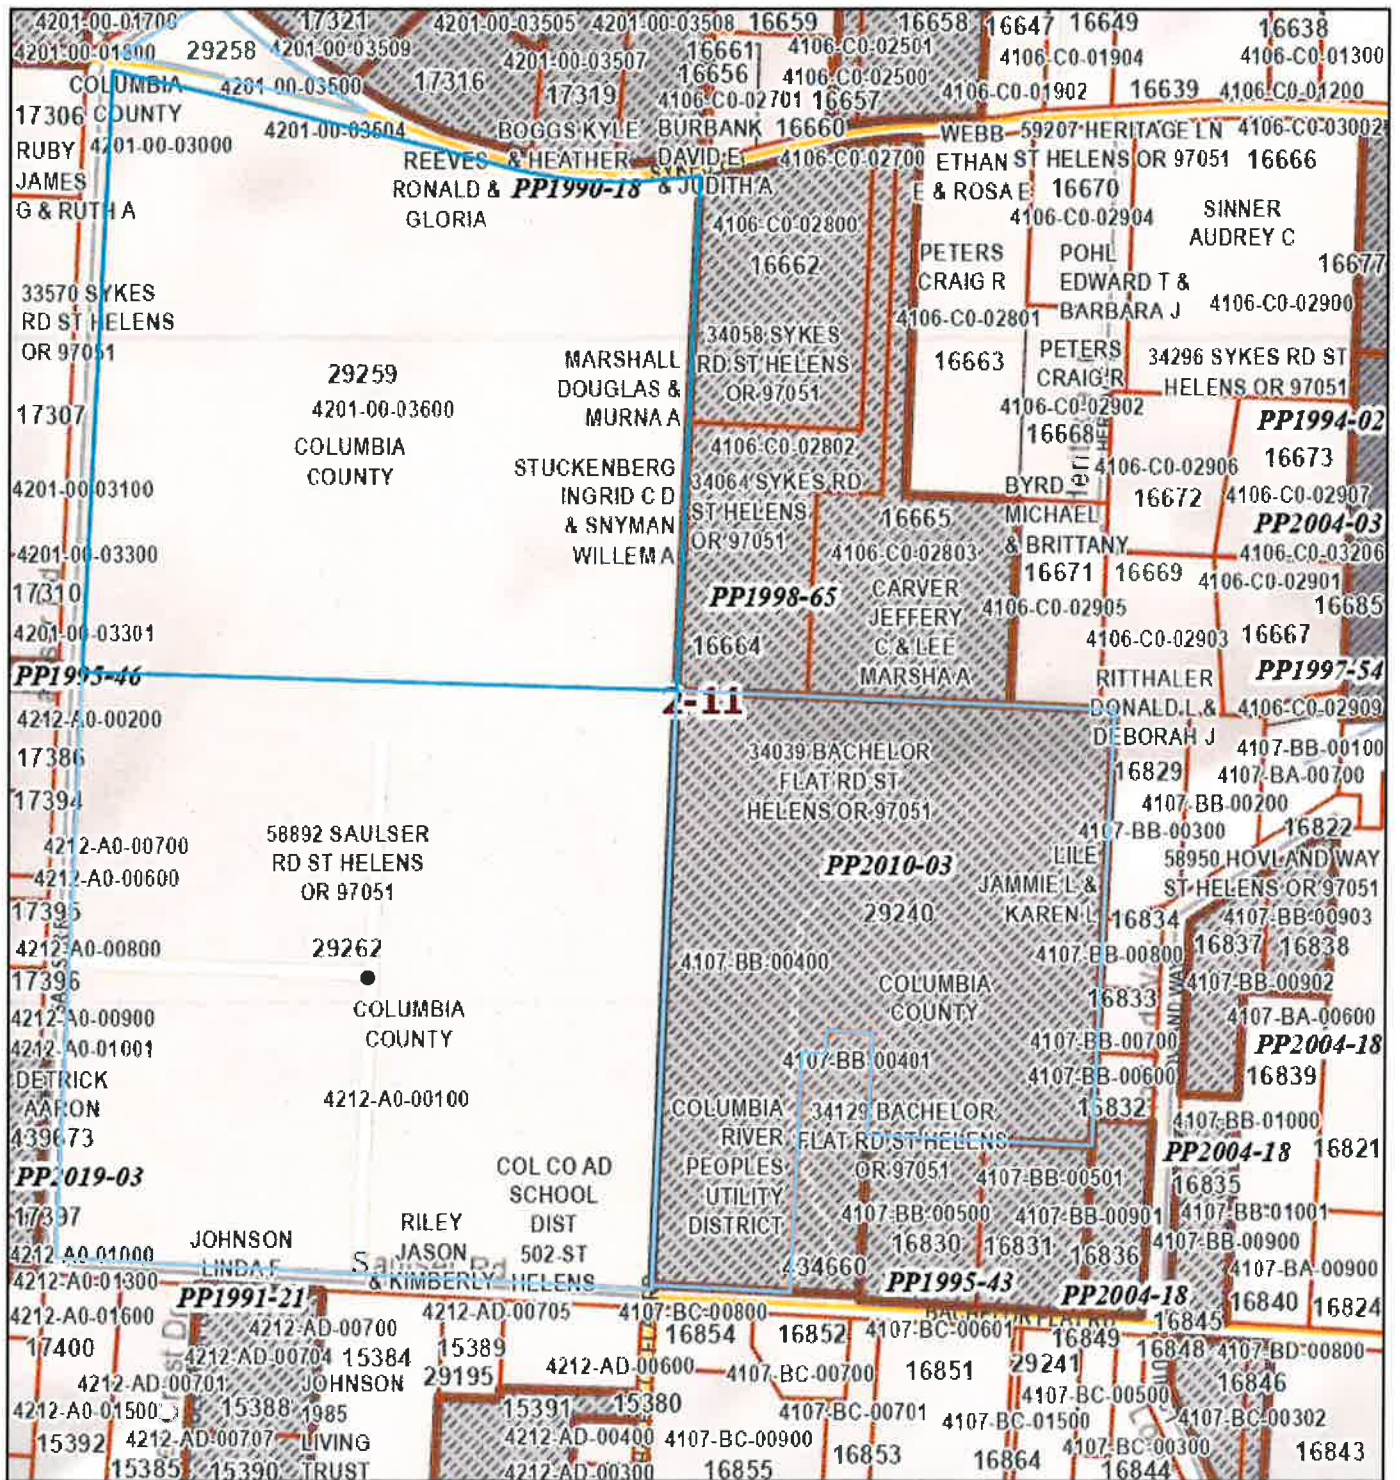 4201-00-01700
17321
4201-00-03505
4201-00-03508
16659
16658
16647
16649
16638
4201-00-01800
29258
4201-00-03509
4201-00-03507
16661
4106-C0-02501
4106-C0-01904
4106-C0-01300
COLUMBIA
COUNTY
4201-00-03500
17316
17319
16656
4106-C0-02500
4106-C0-02701
16657
4106-C0-01902
16639
4106-C0-01200
17306
4201-00-03504
4201-00-03000
BOGGS KYLE
& HEATHER
BURBANK
DAVID E
& JUDITH A
16660
4106-C0-02700
WEBB
ETHAN
E & ROSA E
59207 HERITAGE LN
ST HELENS OR 97051
4106-C0-03002
16666
RUBY
JAMES
G & RUTH A
REEVES
RONALD &
GLORIA
PP1990-18
16670
4106-C0-02904
SINNER
AUDREY C
4106-C0-02800
16662
PETERS
CRAIG R
POHL
EDWARD T &
BARBARA J
16677
4106-C0-02900
33570 SYKES
RD ST HELENS
OR 97051
4106-C0-02801
34058 SYKES
RD ST HELENS
OR 97051
16663
PETERS
CRAIG R
34296 SYKES RD ST
HELENS OR 97051
MARSHALL
DOUGLAS &
MURNA A
29259
4201-00-03600
COLUMBIA
COUNTY
17307
4106-C0-02902
16668
PP1994-02
4106-C0-02802
4106-C0-02906
16673
STUCKENBERG
INGRID C D
& SNYMAN
WILLEM A
34064 SYKES RD
ST HELENS
OR 97051
4201-00-03100
BYRD
MICHAEL
& BRITTANY
16672
4106-C0-02907
PP2004-03
16665
4106-C0-02803
4201-00-03300
4106-C0-03206
16671
16669
4106-C0-02901
17310
PP1998-65
CARVER
JEFFERY
C & LEE
MARSHA A
4106-C0-02905
16685
4201-00-03301
16664
4106-C0-02903
16667
PP1995-46
PP1997-54
2-11
RITTHALER
DONALD L &
DEBORAH J
4106-C0-02909
4212-A0-00200
17386
34039 BACHELOR
FLAT RD ST
HELENS OR 97051
4107-BB-00100
16829
4107-BA-00700
17394
4107-BB-00200
4107-BB-00300
16822
4212-A0-00700
58892 SAULSER
RD ST HELENS
OR 97051
PP2010-03
LILE
JAMMIE L &
KAREN L
58950 HOVLAND WAY
ST HELENS OR 97051
4212-A0-00600
17395
29240
16834
4107-BB-00903
4212-A0-00800
29262
4107-BB-00400
4107-BB-00800
16837
16838
17396
COLUMBIA
COUNTY
COLUMBIA
COUNTY
16833
4107-BB-00902
4212-A0-00900
4107-BA-00600
4212-A0-01001
4107-BB-00401
4107-BB-00700
PP2004-18
DETRICK
AARON
439673
4212-A0-00100
4107-BB-00600
16839
COLUMBIA
RIVER
PEOPLES
UTILITY
DISTRICT
34129 BACHELOR
FLAT RD ST HELENS
OR 97051
16832
4107-BB-01000
PP2019-03
COL CO AD
SCHOOL
DIST
502-ST
HELENS
4107-BB-00501
PP2004-18
16821
16835
17397
4107-BB-00500
4107-BB-00901
4107-BB-01001
JOHNSON
LINDA F
RILEY
JASON
& KIMBERLY
16830
16831
16836
4107-BB-00900
4212-A0-01000
Saulser Rd
434660
4107-BA-00900
4212-A0-01300
PP1991-21
PP1995-43
PP2004-18
16840
16824
4212-A0-01600
4212-AD-00705
4107-BC-00800
BACHELOR FLAT RD
16845
4212-AD-00700
16854
16852
4107-BC-00601
16849
17400
4212-AD-00704
15384
15389
4212-AD-00600
4107-BC-00700
16851
29241
16848
4107-BD-00800
4212-AD-00701
JOHNSON
1985
LIVING
TRUST
29195
16846
4107-BC-00500
4212-A0-01500
15388
15391
15380
4107-BC-00701
4107-BC-01500
4107-BC-00302
15392
4212-AD-00707
4212-AD-00400
4107-BC-00900
16853
16864
4107-BC-00300
16843
15385
15390
4212-AD-00300
16855
16844